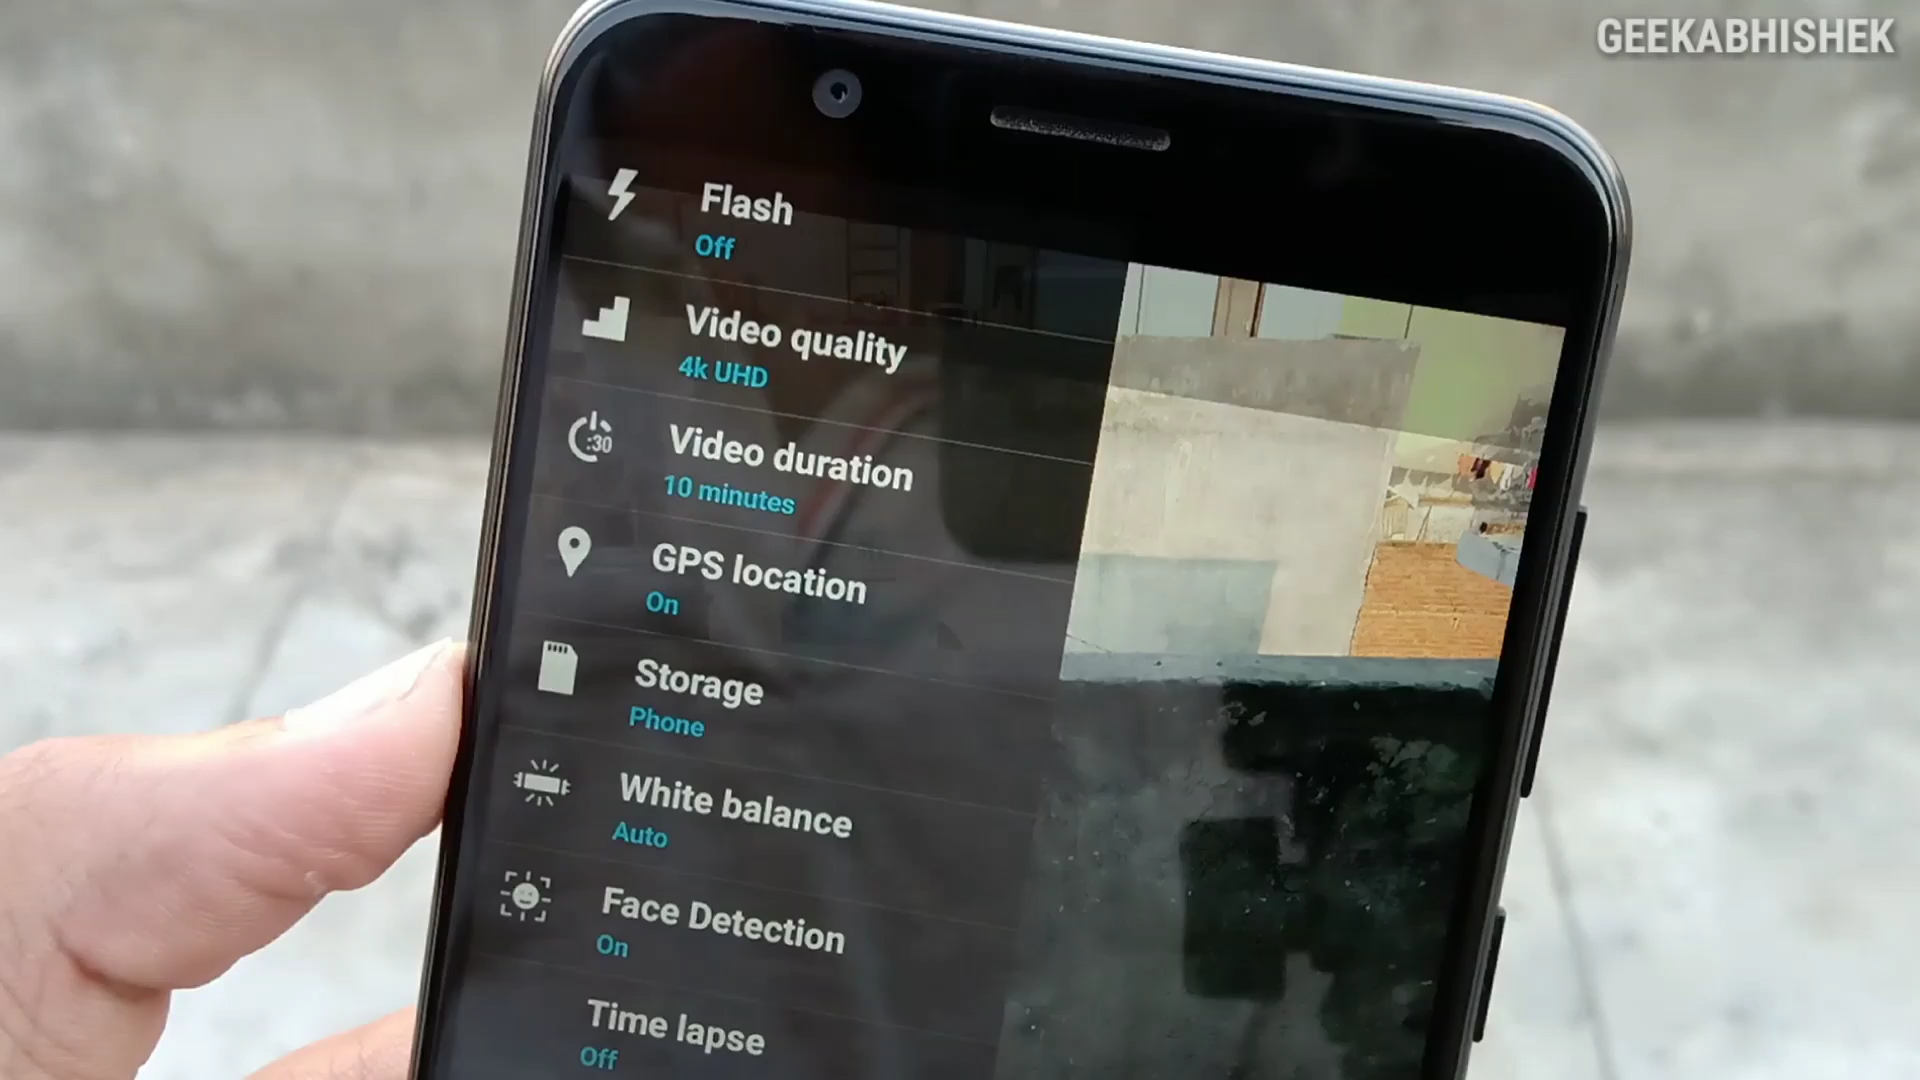 GEEKABHISHEK
Flash
Off
Video quality
4k UHD
:30
Video duration
10 minutes
GPS location
On
Storage
Phone
White balance
Auto
Face Detection
On
Time lapse
Off